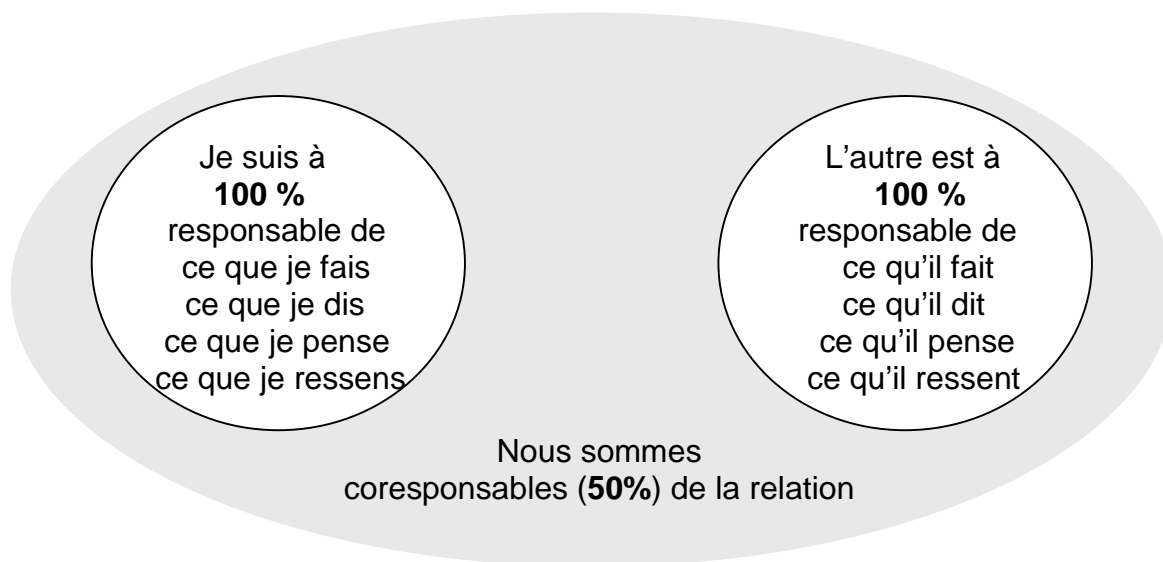 Je suis à
100 %
responsable de
ce que je fais
ce que je dis
ce que je pense
ce que je ressens
L’autre est à
100 %
responsable de
ce qu’il fait
ce qu’il dit
ce qu’il pense
ce qu’il ressent
Nous sommes
coresponsables (50%) de la relation